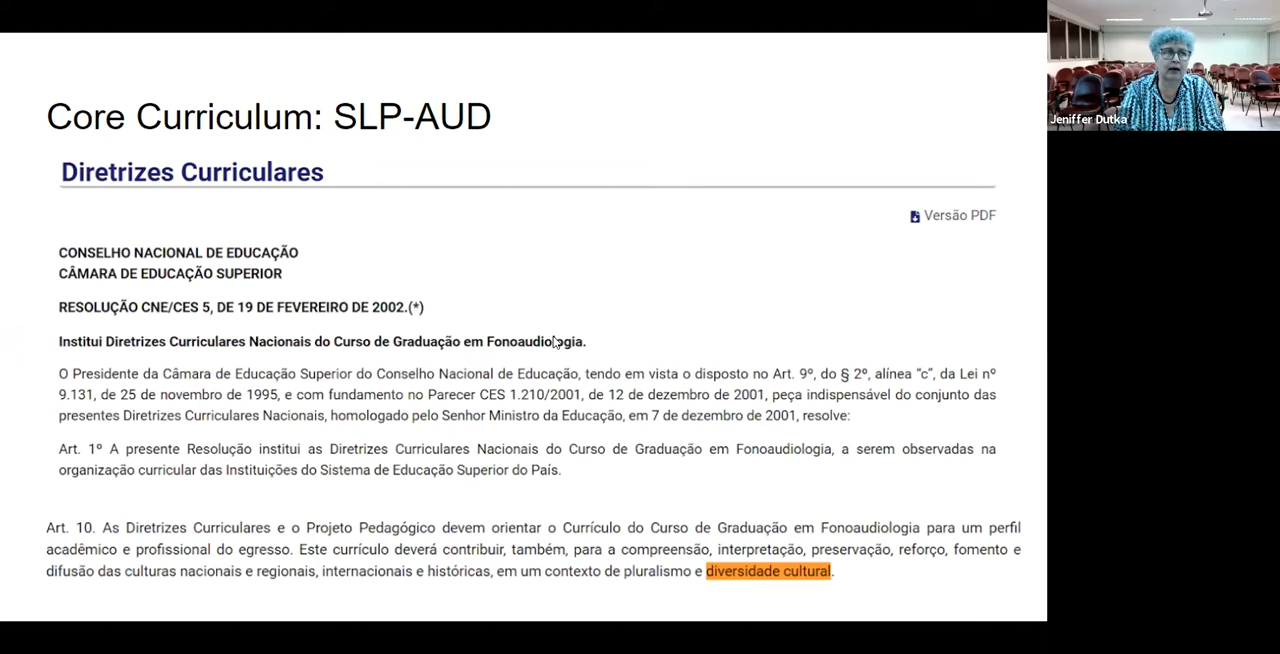 Core Curriculum: SLP-AUD
Diretrizes Curriculares
Versão PDF
CONSELHO NACIONAL DE EDUCAÇÃO
CÂMARA DE EDUCAÇÃO SUPERIOR
RESOLUÇÃO CNE/CES 5, DE 19 DE FEVEREIRO DE 2002.(*)
Institui Diretrizes Curriculares Nacionais do Curso de Graduação em Fonoaudiologia.
O Presidente da Câmara de Educação Superior do Conselho Nacional de Educação, tendo em vista o disposto no Art. 9º, do § 2º, alínea “c”, da Lei nº
9.131, de 25 de novembro de 1995, e com fundamento no Parecer CES 1.210/2001, de 12 de dezembro de 2001, peça indispensável do conjunto das
presentes Diretrizes Curriculares Nacionais, homologado pelo Senhor Ministro da Educação, em 7 de dezembro de 2001, resolve:
Art. 1º A presente Resolução institui as Diretrizes Curriculares Nacionais do Curso de Graduação em Fonoaudiologia, a serem observadas na
organização curricular das Instituições do Sistema de Educação Superior do País.
Art. 10. As Diretrizes Curriculares e o Projeto Pedagógico devem orientar o Currículo do Curso de Graduação em Fonoaudiologia para um perfil
acadêmico e profissional do egresso. Este currículo deverá contribuir, também, para a compreensão, interpretação, preservação, reforço, fomento e
difusão das culturas nacionais e regionais, internacionais e históricas, em um contexto de pluralismo e diversidade cultural.
Jeniffer Dutka